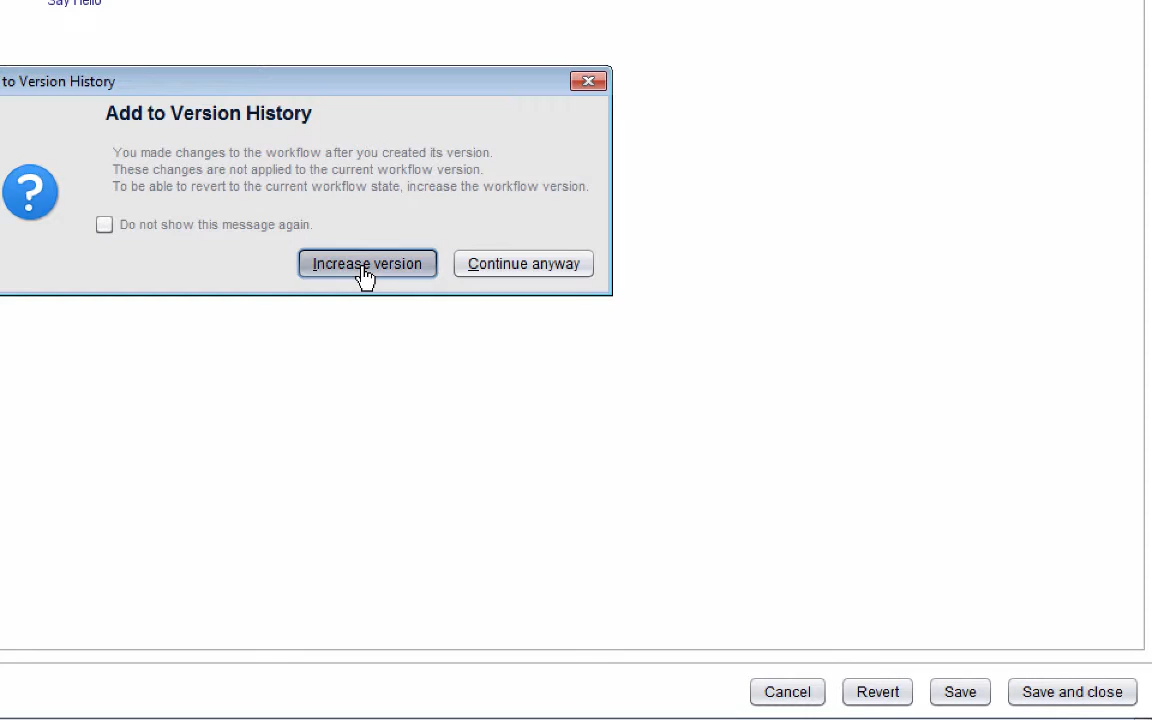 Say Hello
to Version History
Add to Version History
You made changes to the workflow after you created its version.
These changes are not applied to the current workflow version.
To be able to revert to the current workflow state, increase the workflow version.
Do not show this message again.
Increase version
Continue anyway
Cancel
Revert
Save
Save and close